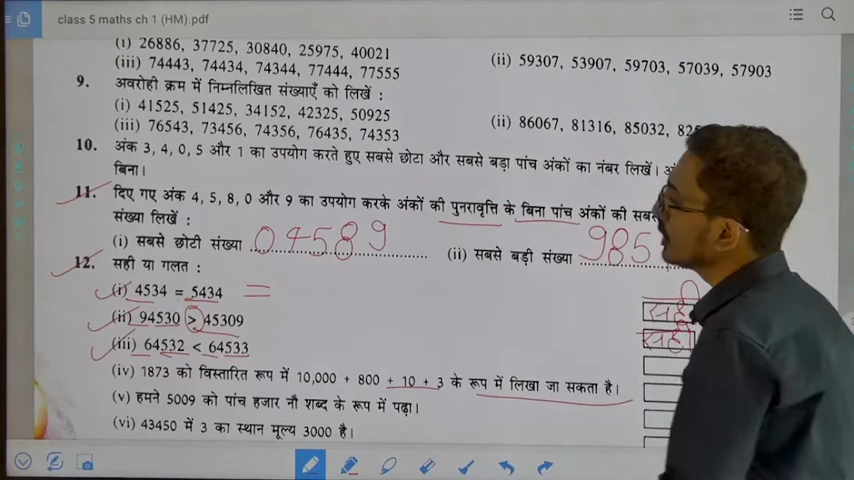 class 5 maths ch 1 (HM).pdf
(i) 26886, 37725, 30840, 25975, 40021
(ii) 59307, 53907, 59703, 57039, 57903
(iii) 74443, 74434, 74344, 77444, 77555
9. अवरोही क्रम में निम्नलिखित संख्याएँ को लिखें :
(i) 41525, 51425, 34152, 42325, 50925
(ii) 86067, 81316, 85032,
(iii) 76543, 73456, 74356, 76435, 74353
10. अंक 3, 4, 0, 5 और 1 का उपयोग करते हुए सबसे छोटा और सबसे बड़ा पांच अंकों का नंबर लिखें।
बिना।
11. दिए गए अंक 4, 5, 8, 0 और 9 का उपयोग करके अंकों की पुनरावृत्ति के बिना पांच अंकों की
संख्या लिखें :
(i) सबसे छोटी संख्या 04589 (ii) सबसे बड़ी संख्या 985
12. सही या गलत :
(i) 4534 = 5434 =
(ii) 94530 > 45309 सही
(iii) 64532 < 64533 सही
(iv) 1873 को विस्तारित रूप में 10,000 + 800 + 10 + 3 के रूप में लिखा जा सकता है।
(v) हमने 5009 को पांच हजार नौ शब्द के रूप में पढ़ा।
(vi) 43450 में 3 का स्थान मूल्य 3000 है।